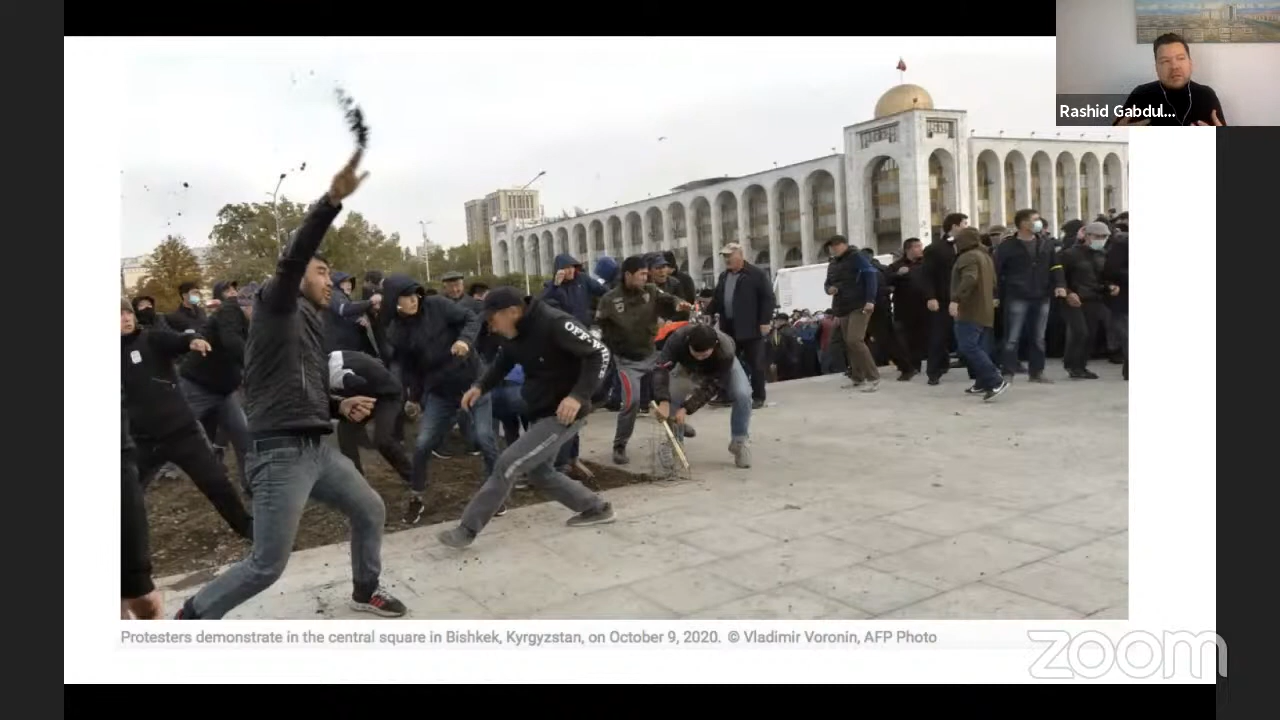 Rashid Gabdul...
OFF-WHITE
Protesters demonstrate in the central square in Bishkek, Kyrgyzstan, on October 9, 2020. © Vladimir Voronin, AFP Photo
zoom